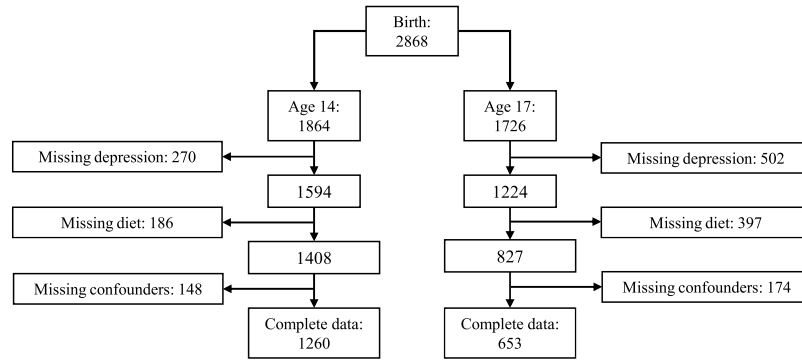 Birth:
2868
Age 14:
1864
Age 17:
1726
Missing depression: 270
Missing depression: 502
1594
1224
Missing diet: 186
Missing diet: 397
1408
827
Missing confounders: 148
Missing confounders: 174
Complete data:
1260
Complete data:
653